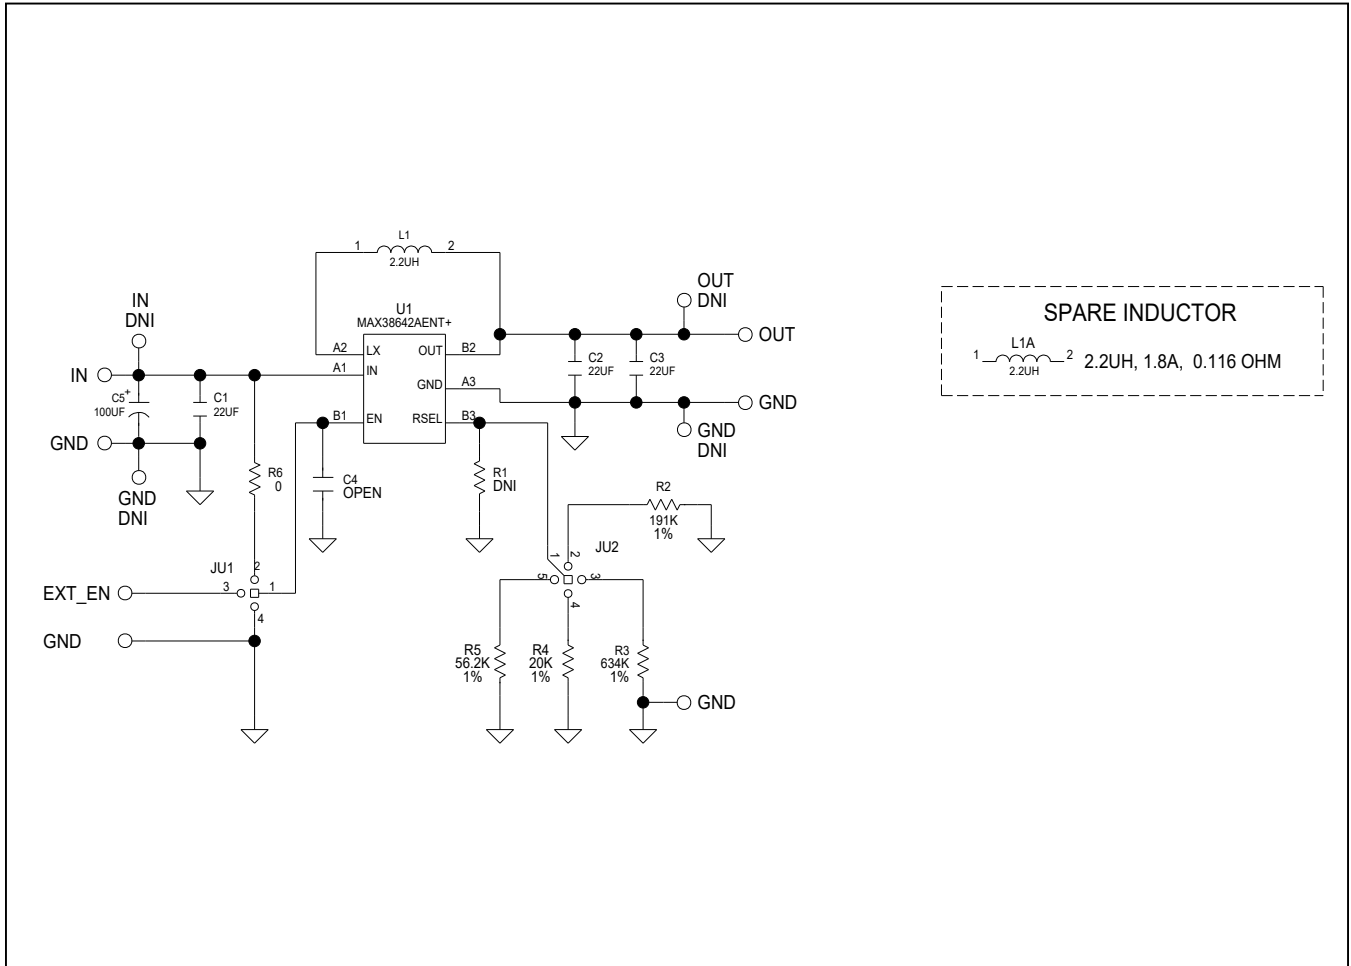 L1
1
2
2.2UH
U1
MAX38642AENT+
A2
LX
OUT
B2
A1
IN
GND
A3
B1
EN
RSEL
B3
IN
DNI
IN
C5
+
100UF
C1
22UF
GND
GND
DNI
R6
0
C4
OPEN
R1
DNI
C2
22UF
C3
22UF
OUT
DNI
OUT
GND
GND
DNI
R2
191K
1%
JU1
2
3
1
4
EXT_EN
GND
JU2
1
2
5
3
4
R5
56.2K
1%
R4
20K
1%
R3
634K
1%
GND
SPARE INDUCTOR
1
L1A
2
2.2UH
2.2UH, 1.8A, 0.116 OHM